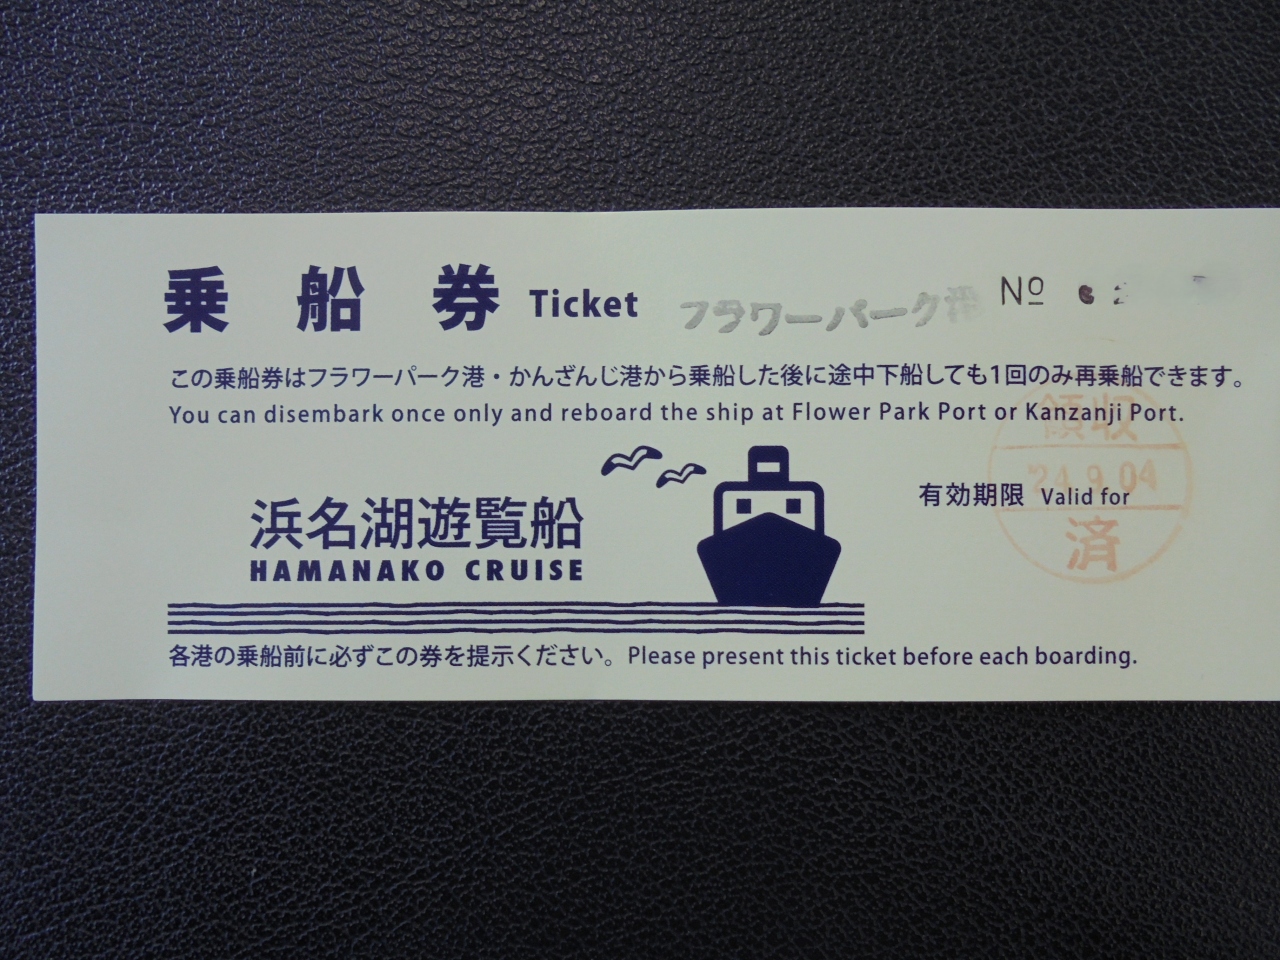 乗船券 Ticket フラワーパーク港 Nº
この乗船券はフラワーパーク港・かんざんじ港から乗船した後に途中下船しても1回のみ再乗船できます。
You can disembark once only and reboard the ship at Flower Park Port or Kanzanji Port.
領収
'24.9.04
済
有効期限 Valid for
浜名湖遊覧船
HAMANAKO CRUISE
各港の乗船前に必ずこの券を提示ください。Please present this ticket before each boarding.